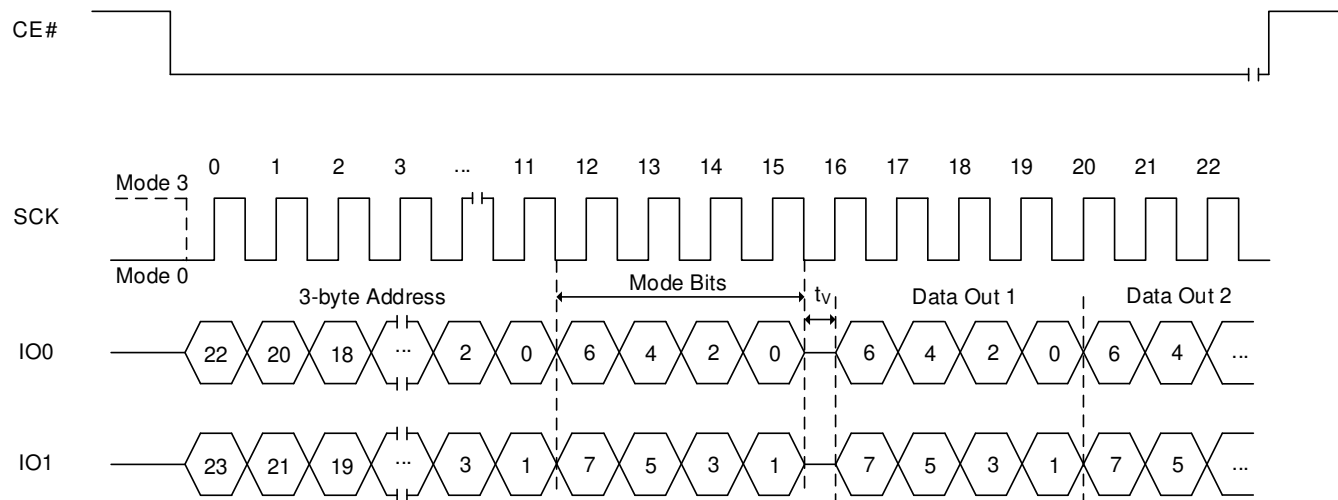 CE#
0 1 2 3 ... 11 12 13 14 15 16 17 18 19 20 21 22
Mode 3
SCK
Mode 0
3-byte Address Mode Bits tV Data Out 1 Data Out 2
IO0 22 20 18 ... 2 0 6 4 2 0 6 4 2 0 6 4 ...
IO1 23 21 19 ... 3 1 7 5 3 1 7 5 3 1 7 5 ...